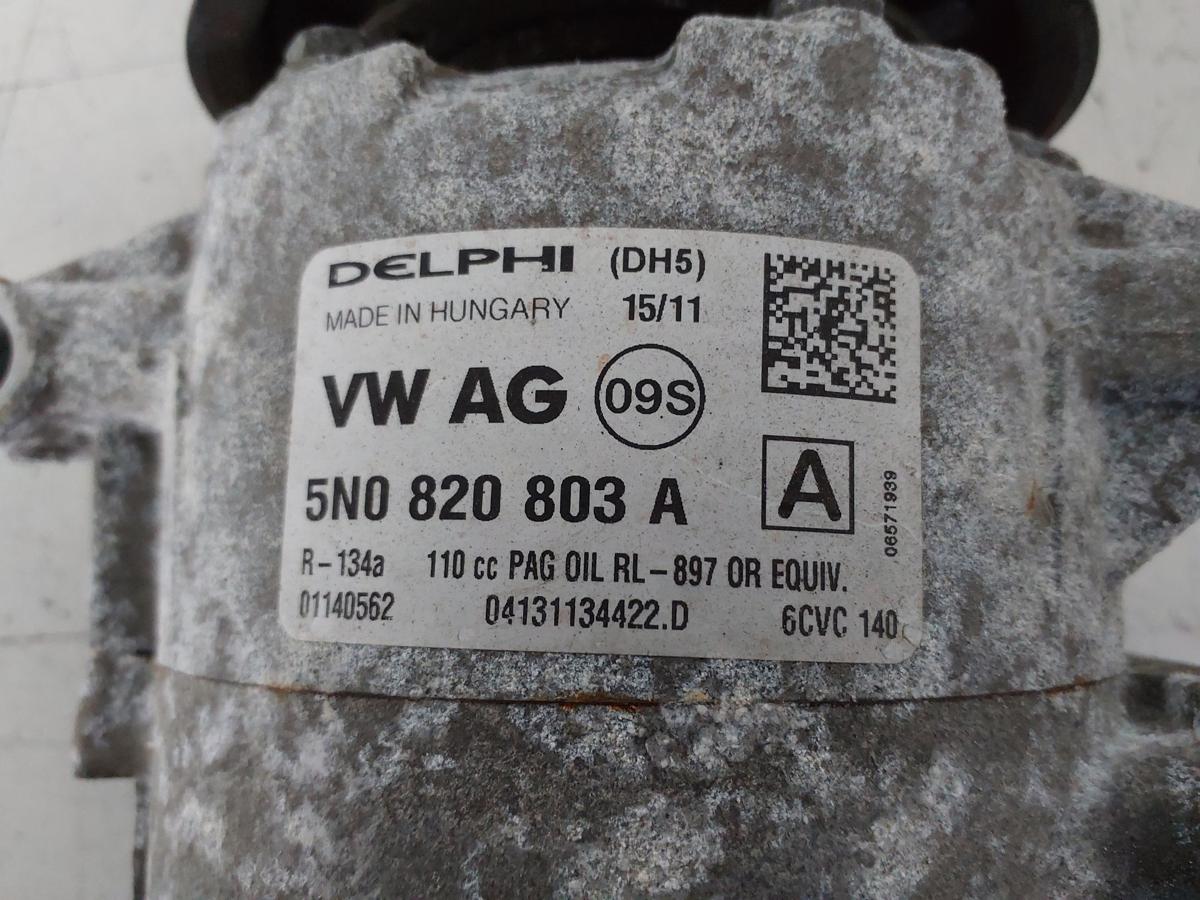 DELPHI (DH5)
MADE IN HUNGARY 15/11
VW AG 09S
5N0 820 803 A A
06571939
R-134a 110 cc PAG OIL RL-897 OR EQUIV.
01140562 04131134422.D 6CVC 140